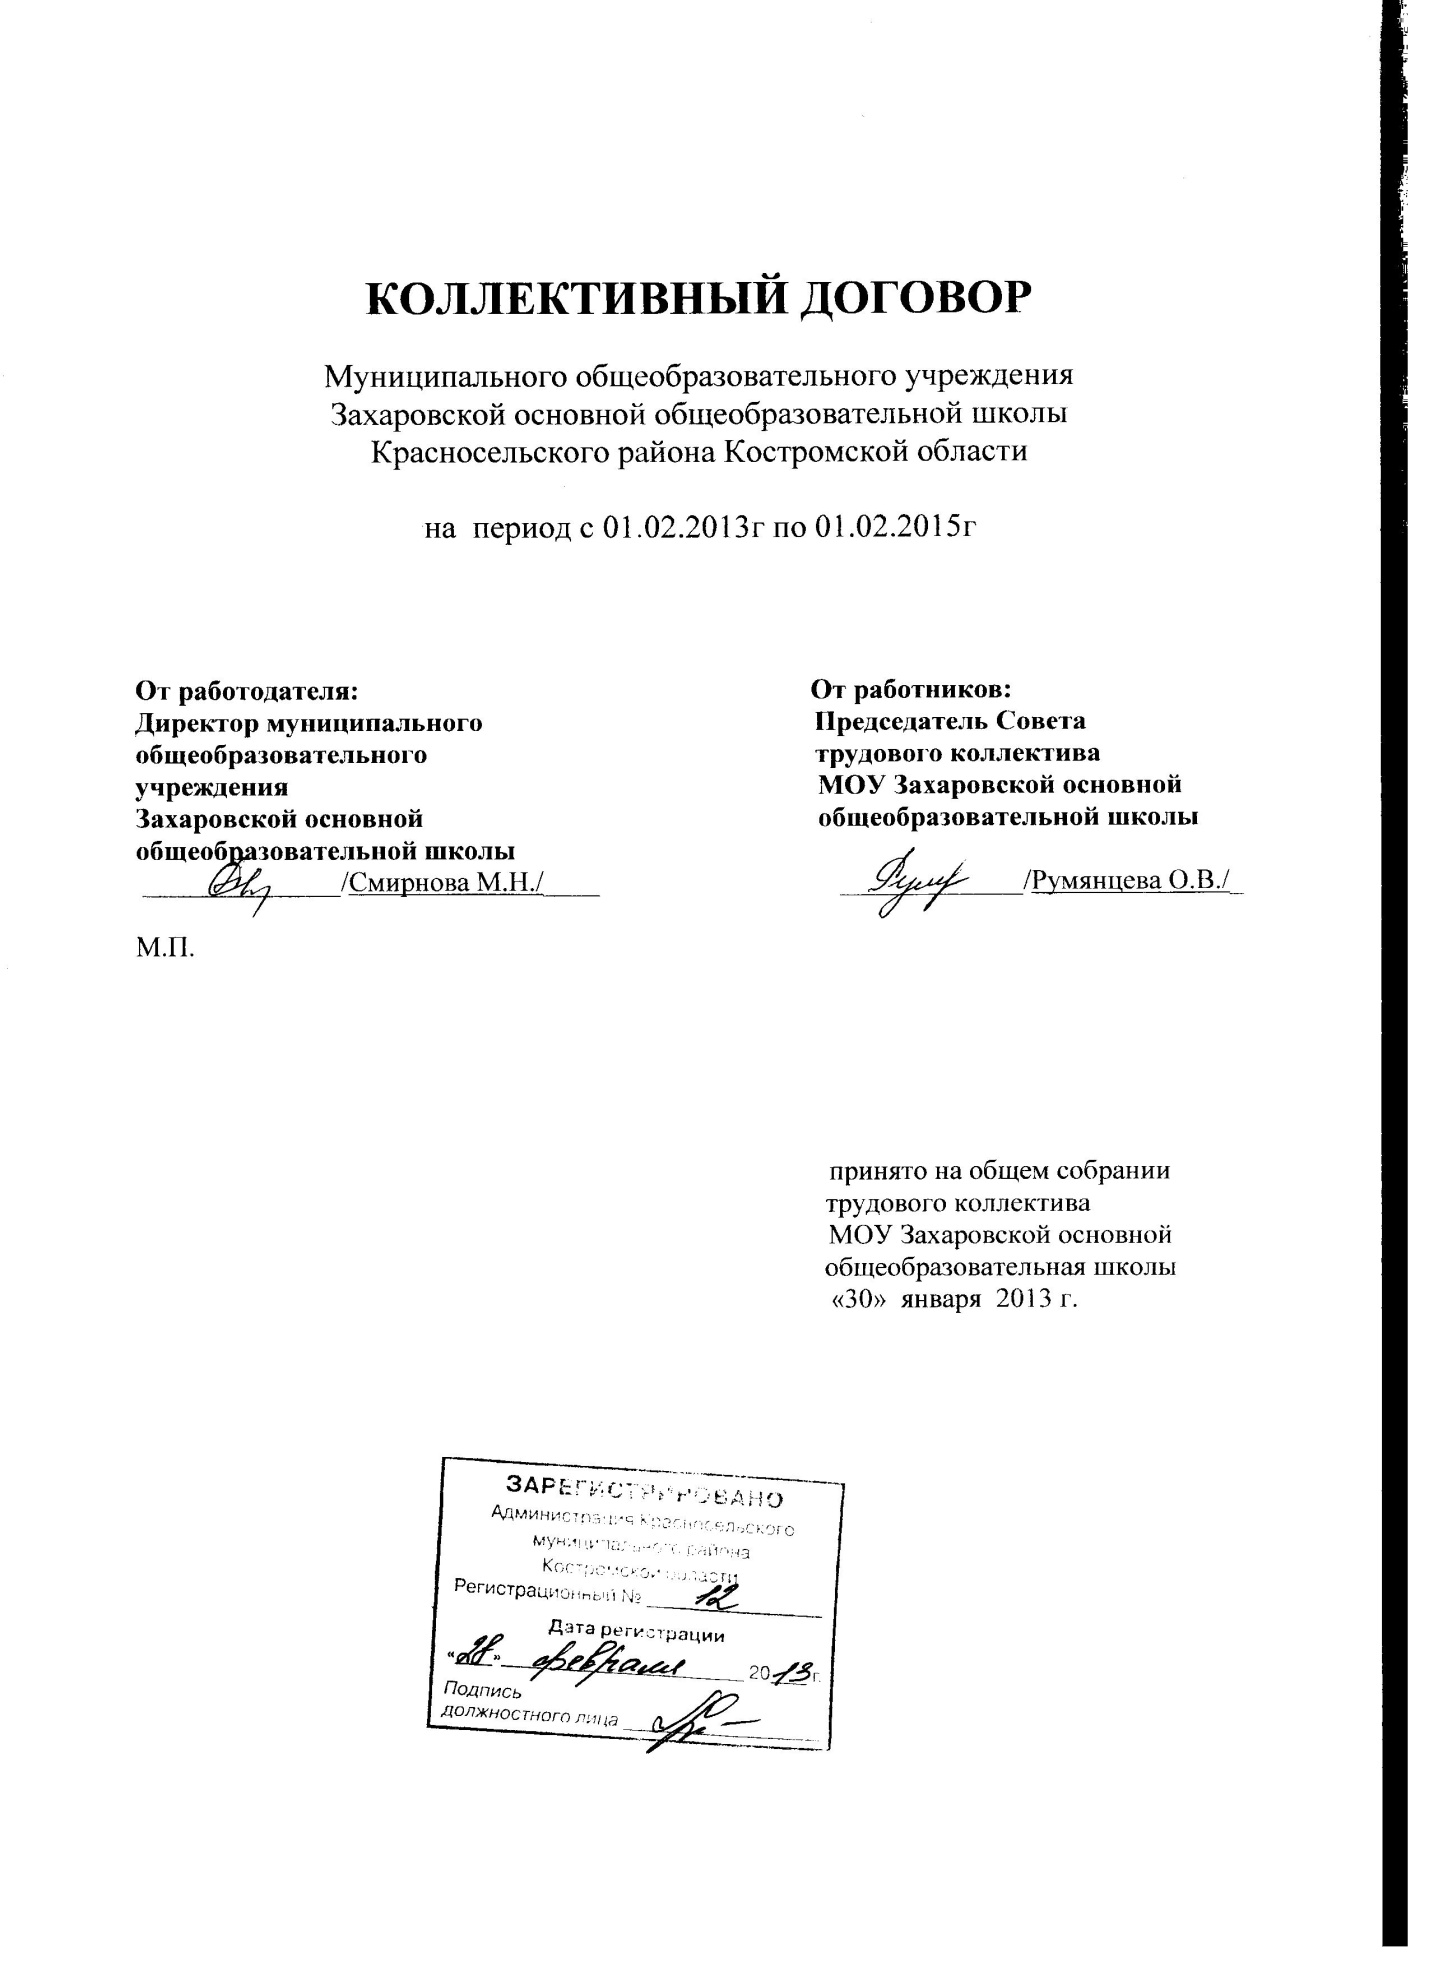 КОЛЛЕКТИВНЫЙ ДОГОВОР
Муниципального общеобразовательного учреждения
Захаровской основной общеобразовательной школы
Красносельского района Костромской области
на период с 01.02.2013г по 01.02.2015г
От работодателя:
Директор муниципального
общеобразовательного
учреждения
Захаровской основной
общеобразовательной школы
/Смирнова М.Н./
М.П.
От работников:
Председатель Совета
трудового коллектива
МОУ Захаровской основной
общеобразовательной школы
/Румянцева О.В./
принято на общем собрании
трудового коллектива
МОУ Захаровской основной
общеобразовательная школы
«30» января 2013 г.
ЗАРЕГИСТРИРОВАНО
Администрация Красносельского
муниципального района
Костромской области
Регистрационный № 12
Дата регистрации
«28» февраля 2013 г.
Подпись
должностного лица